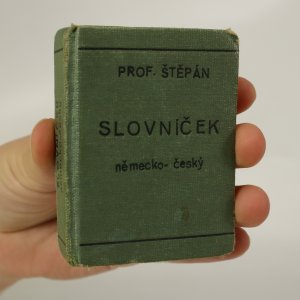 PROF. ŠTĚPÁN
SLOVNÍČEK
německo-český